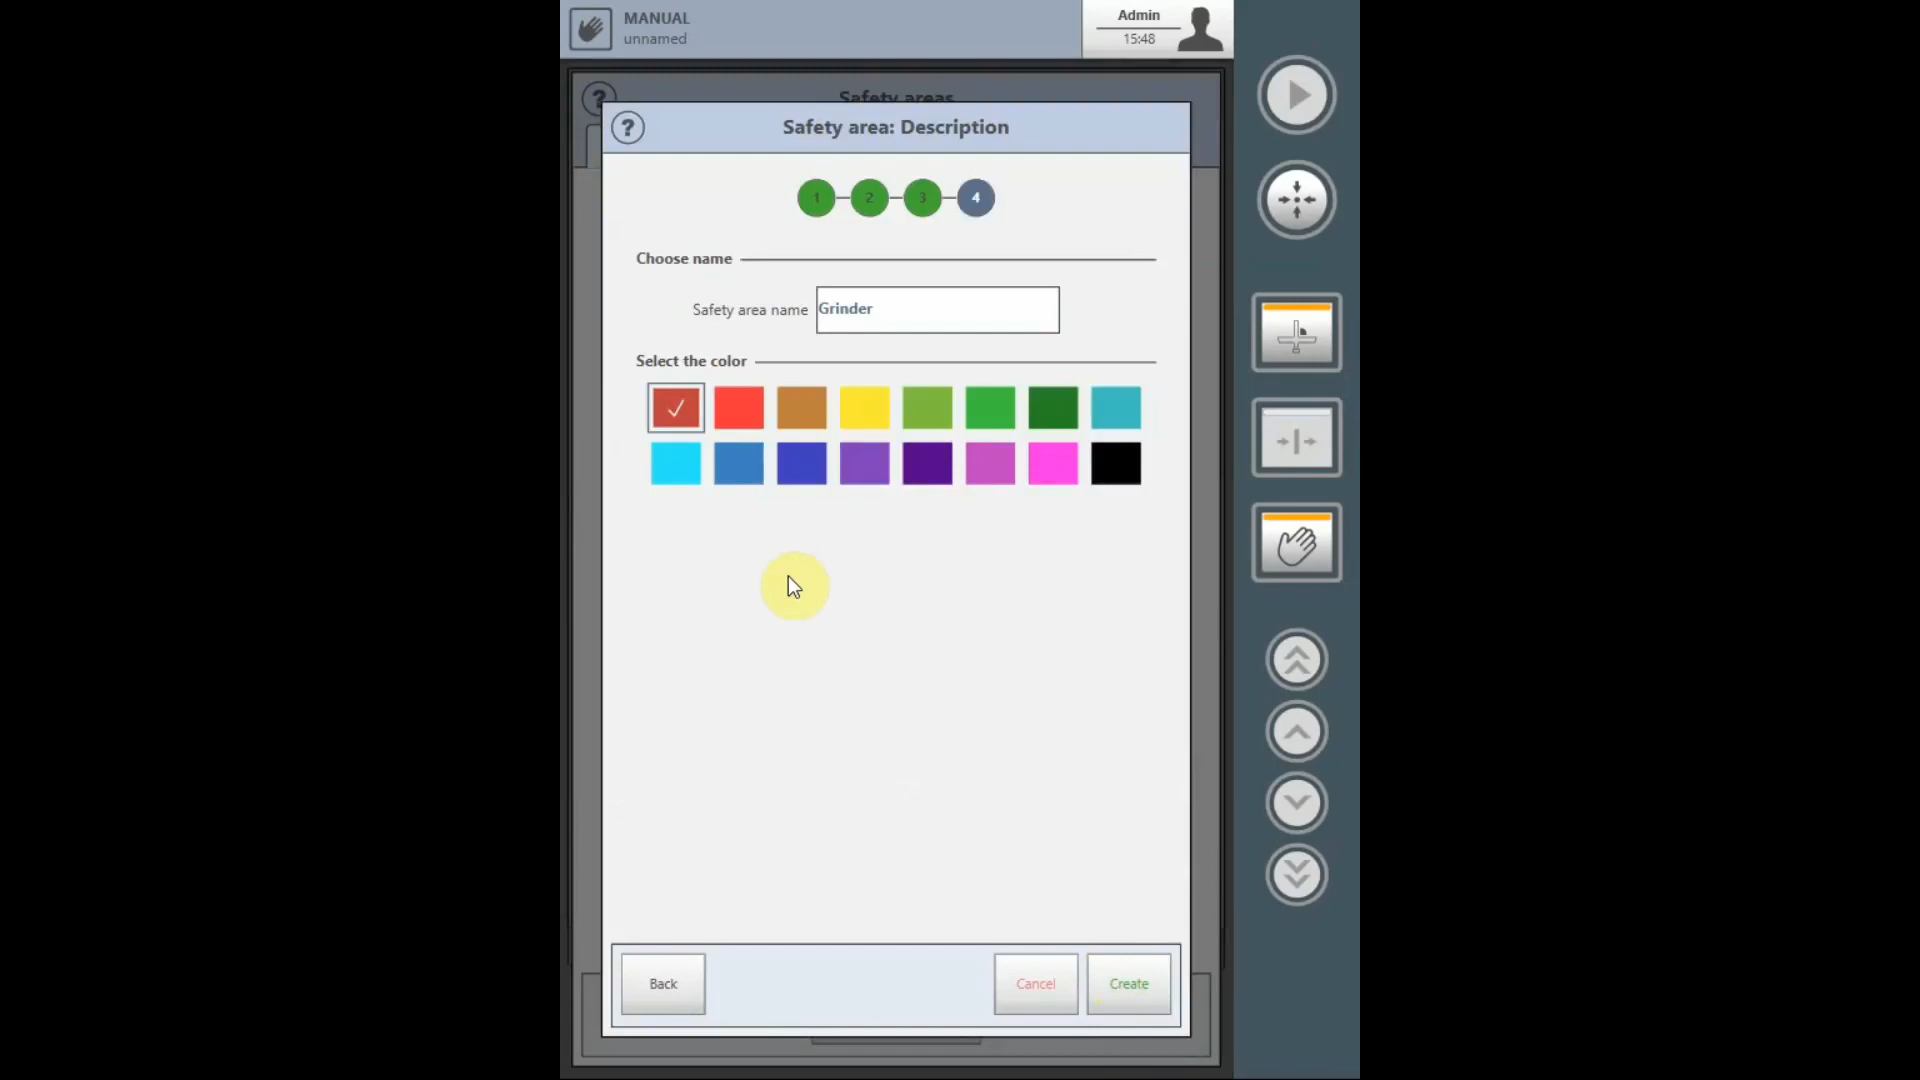 MANUAL
unnamed
Admin
15:48
?
Safety areas
?
Safety area: Description
1
2
3
4
Choose name
Safety area name
Grinder
Select the color
Back
Cancel
Create